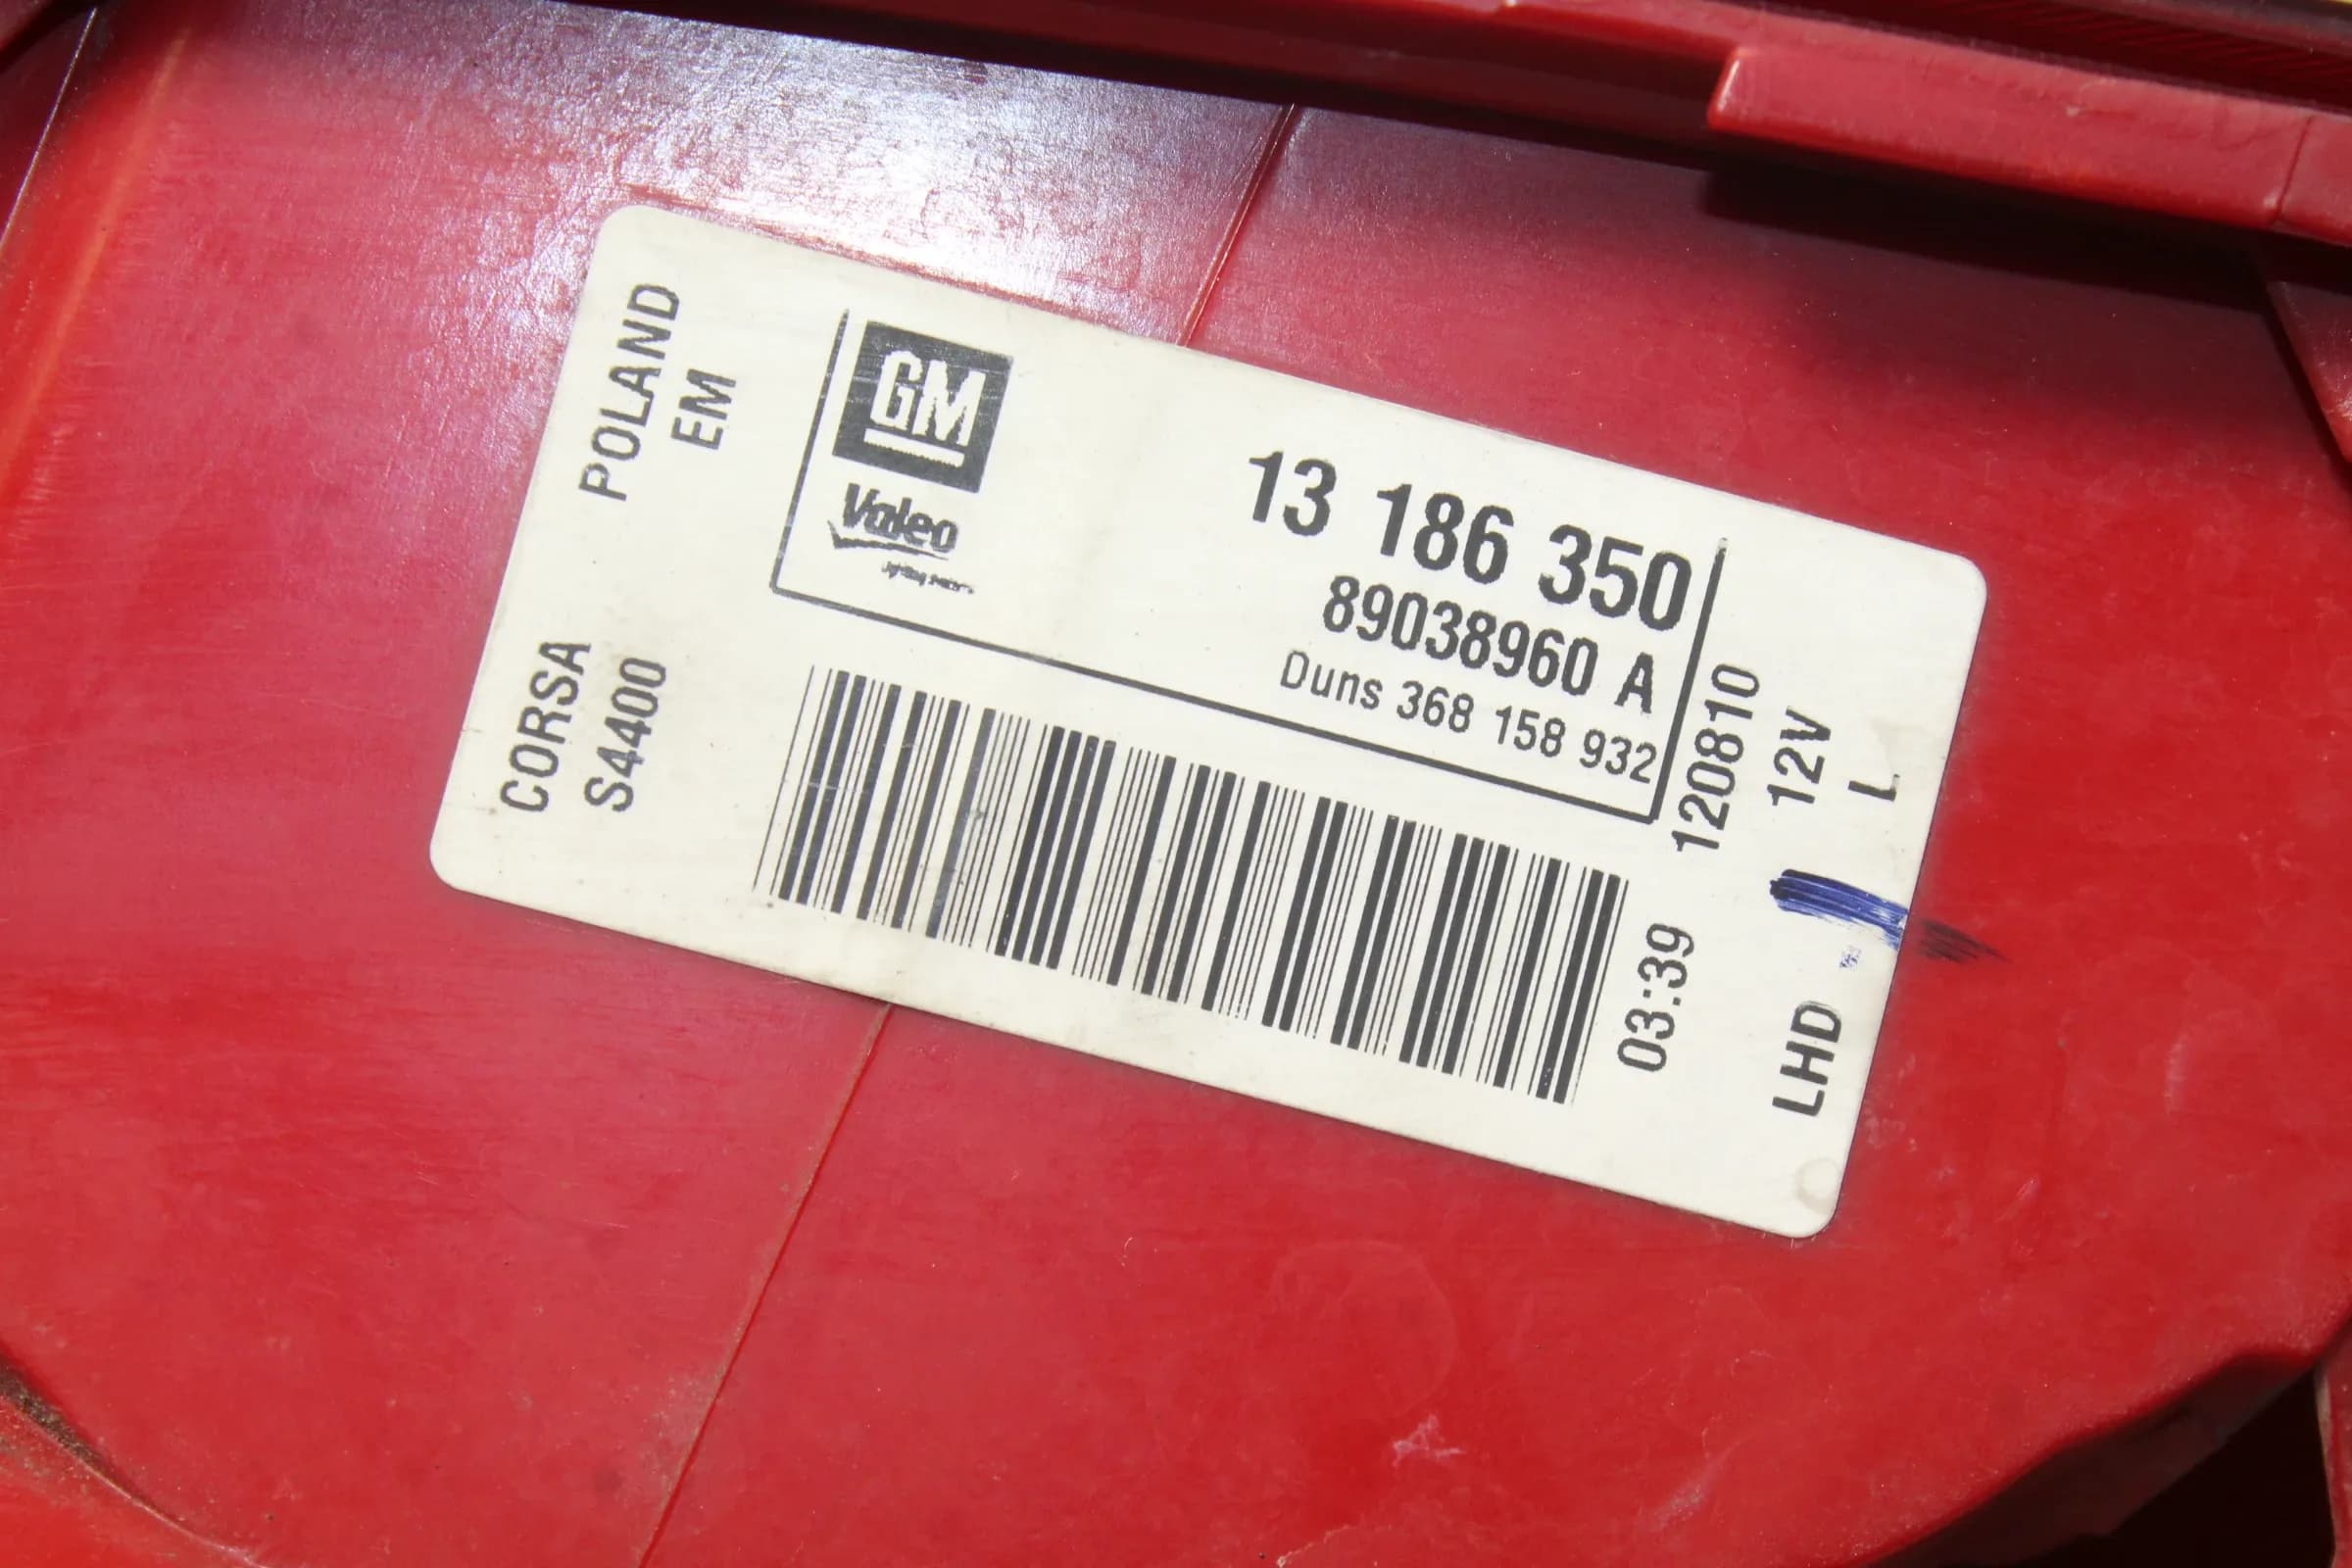 POLAND
EM
CORSA
S4400
GM
Valeo
13 186 350
89038960 A
Duns 368 158 932
120810
03:39
12V
L
LHD